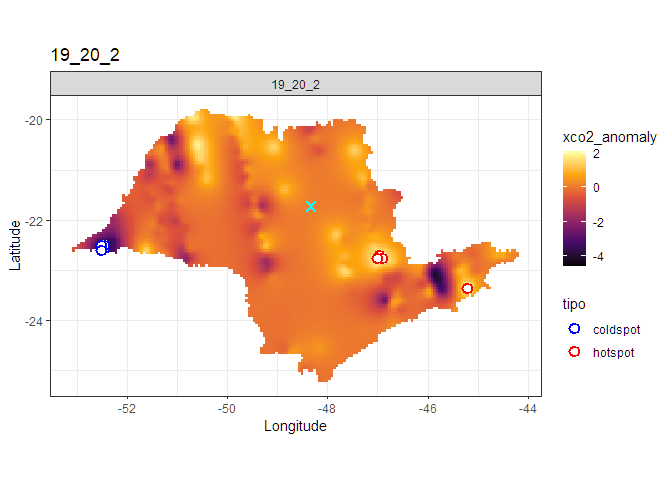 19_20_2
19_20_2
xco2_anomaly
2
0
-2
-4
tipo
coldspot
hotspot
-20
-22
-24
Latitude
-52
-50
-48
-46
-44
Longitude